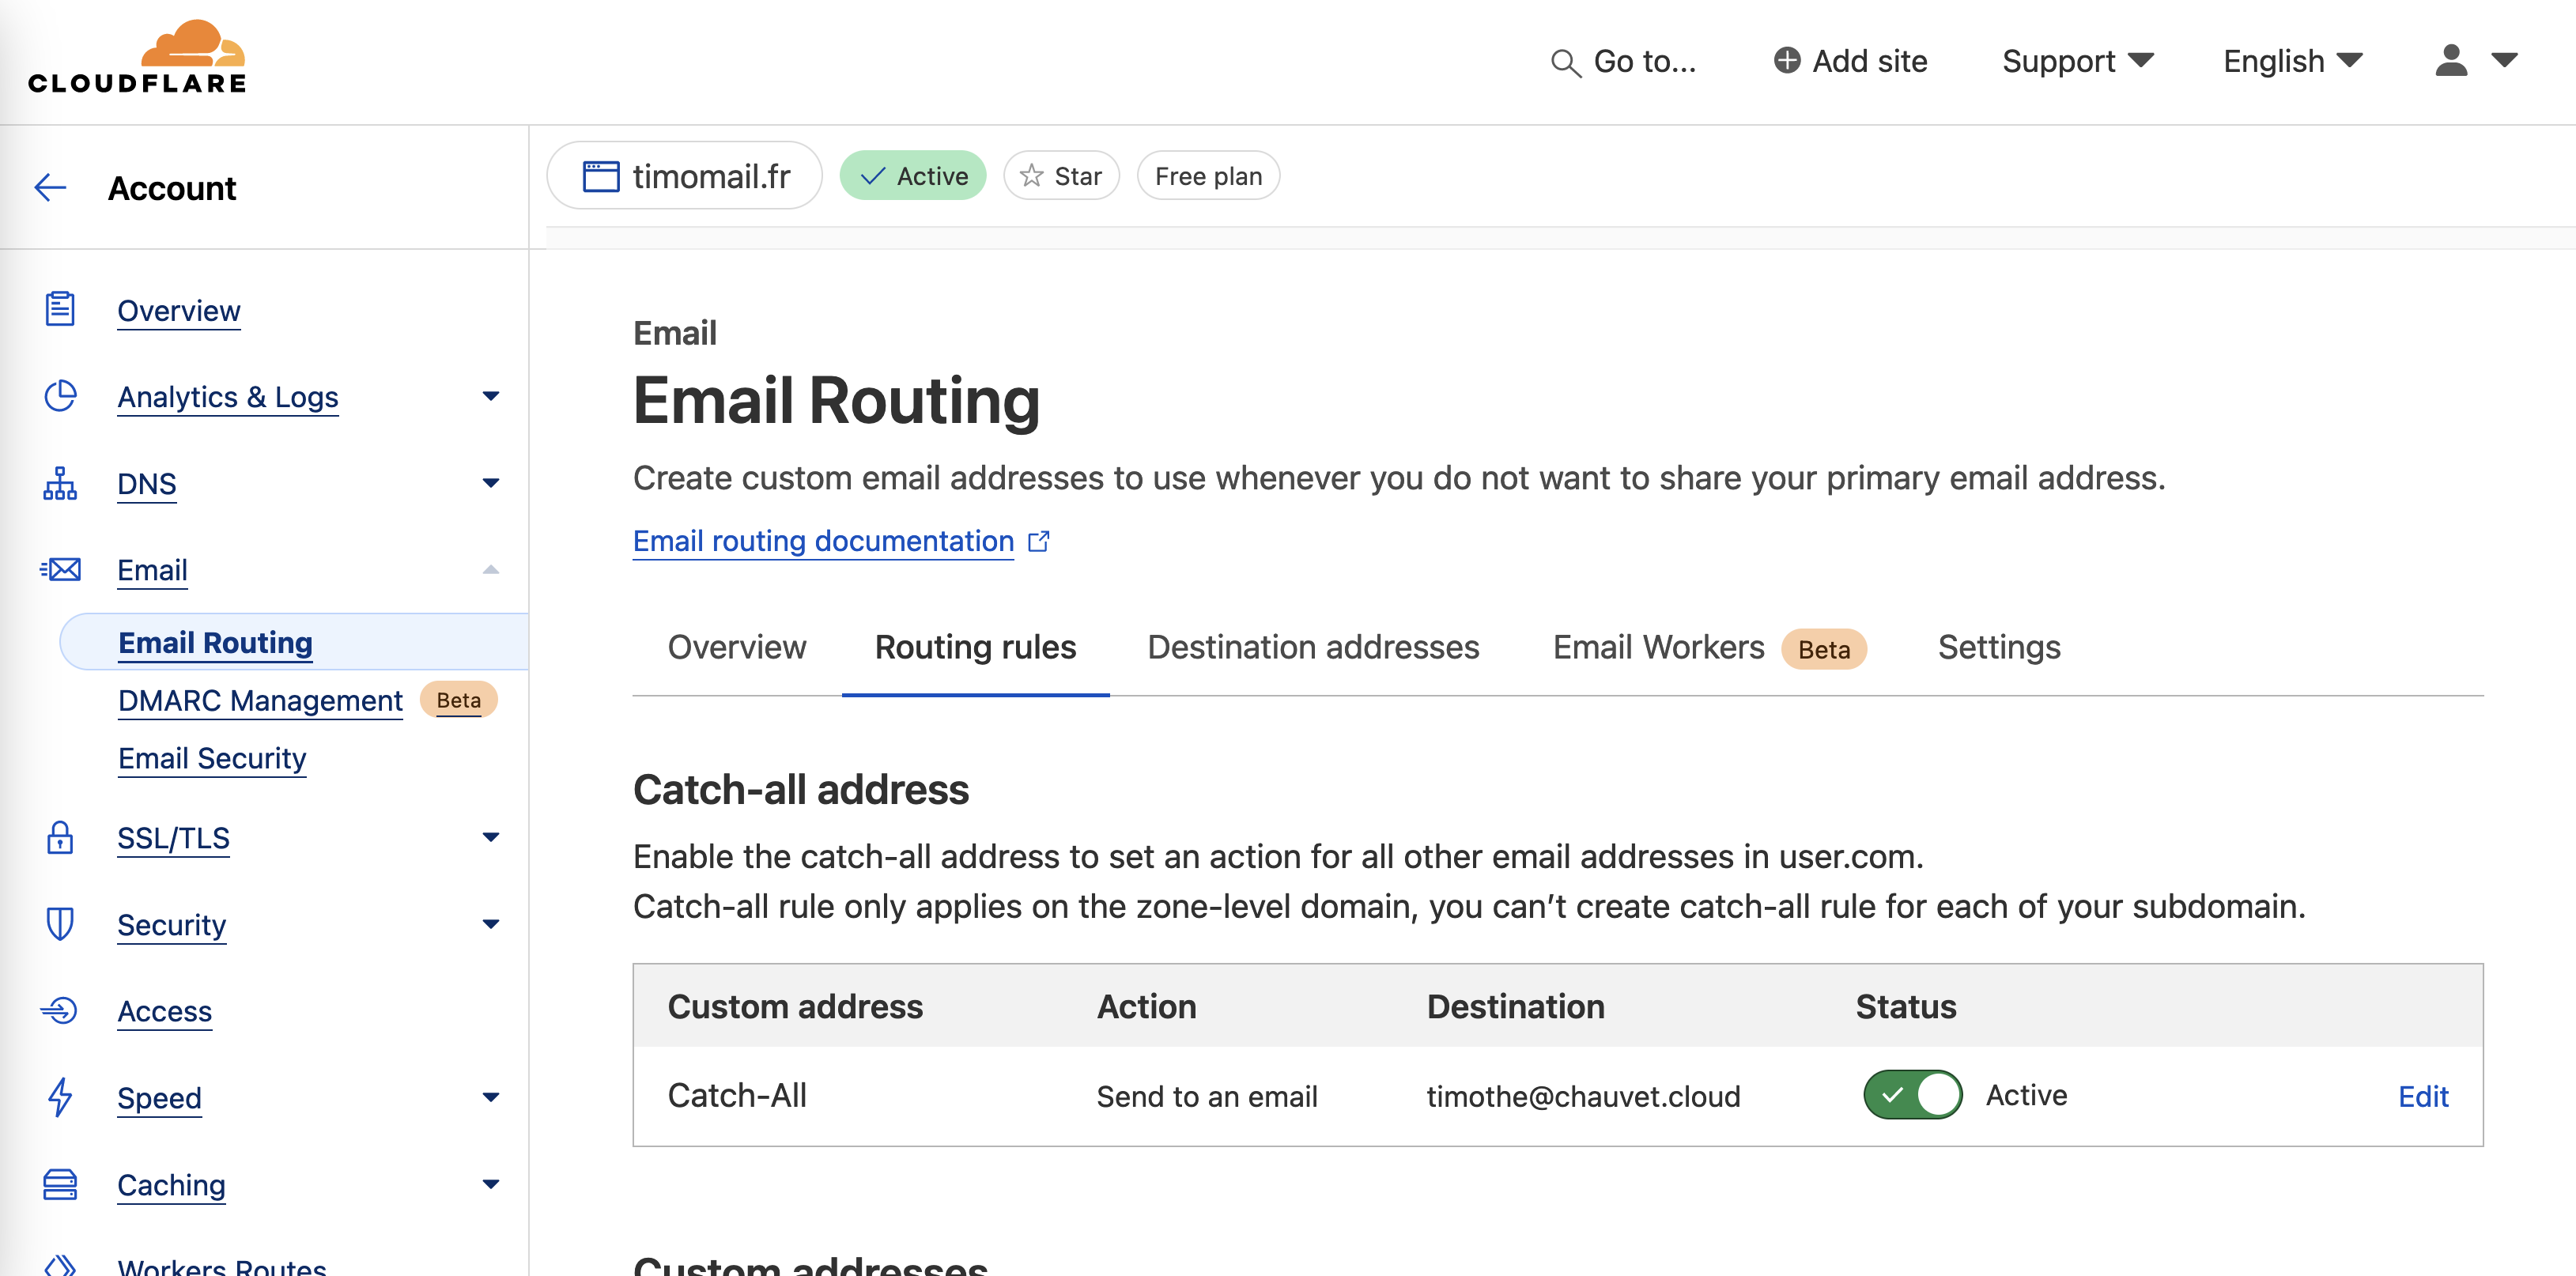 CLOUDFLARE
Go to...
Add site
Support
English
Account
timomail.fr
Active
Star
Free plan
Overview
Analytics & Logs
DNS
Email
Email Routing
DMARC Management Beta
Email Security
SSL/TLS
Security
Access
Speed
Caching
Workers Routes
Email
Email Routing
Create custom email addresses to use whenever you do not want to share your primary email address.
Email routing documentation
Overview
Routing rules
Destination addresses
Email Workers Beta
Settings
Catch-all address
Enable the catch-all address to set an action for all other email addresses in user.com.
Catch-all rule only applies on the zone-level domain, you can’t create catch-all rule for each of your subdomain.
Custom address Action Destination Status
Catch-All Send to an email timothe@chauvet.cloud Active Edit
Custom addresses